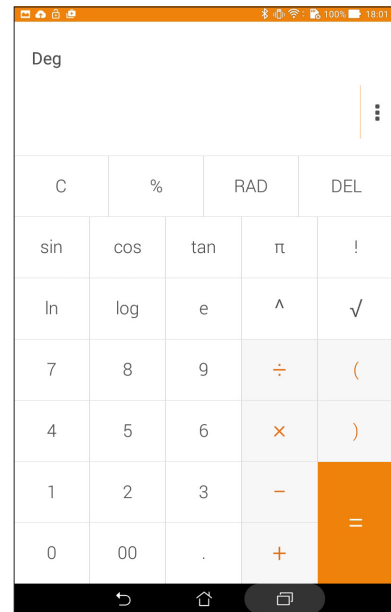 100% 18:01
Deg
C % RAD DEL
sin cos tan π !
ln log e ^ √
7 8 9 ÷ (
4 5 6 × )
1 2 3 −
=
0 00 . +